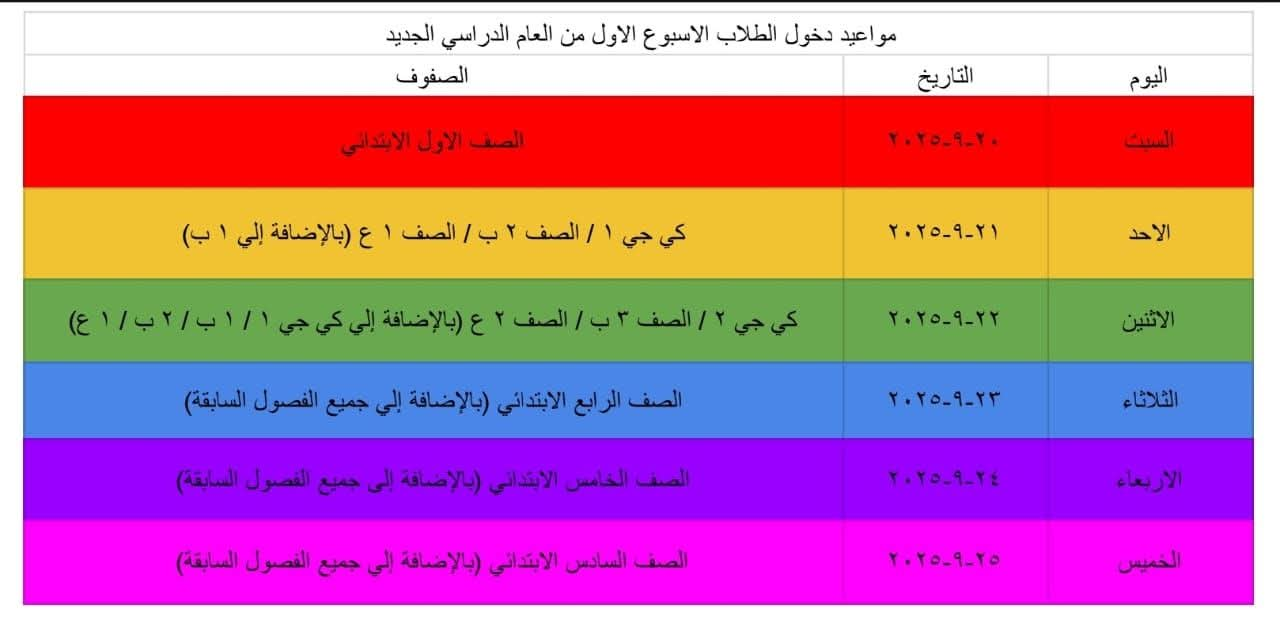 مواعيد دخول الطلاب الاسبوع الاول من العام الدراسي الجديد
اليوم التاريخ الصفوف
السبت ٢٠-٩-٢٠٢٥ الصف الاول الابتدائي
الاحد ٢١-٩-٢٠٢٥ كي جي ١ / الصف ٢ ب / الصف ١ ع (بالإضافة إلي ١ ب)
الاثنين ٢٢-٩-٢٠٢٥ كي جي ٢ / الصف ٣ ب / الصف ٢ ع (بالإضافة إلي كي جي ١ / ١ ب / ٢ ب / ١ ع)
الثلاثاء ٢٣-٩-٢٠٢٥ الصف الرابع الابتدائي (بالإضافة إلي جميع الفصول السابقة)
الاربعاء ٢٤-٩-٢٠٢٥ الصف الخامس الابتدائي (بالإضافة إلي جميع الفصول السابقة)
الخميس ٢٥-٩-٢٠٢٥ الصف السادس الابتدائي (بالإضافة إلي جميع الفصول السابقة)